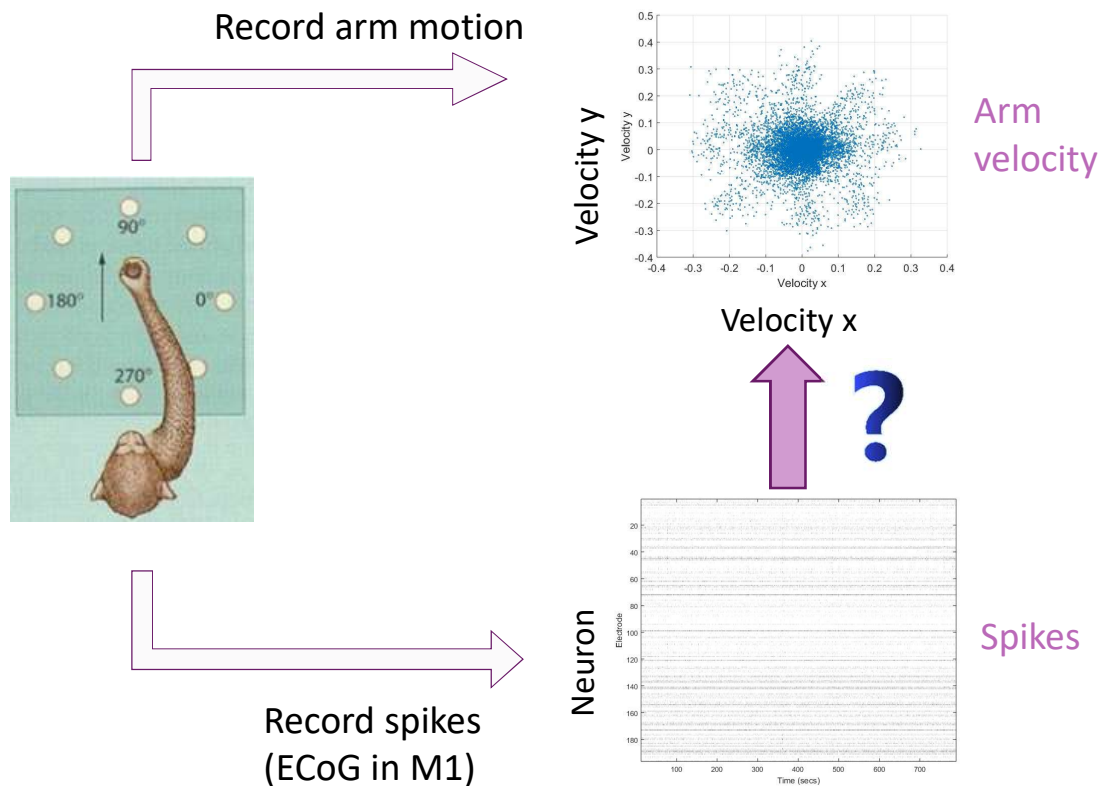 Record arm motion
90°
180°
0°
270°
Velocity y
Velocity y
0.5
0.4
0.3
0.2
0.1
0
-0.1
-0.2
-0.3
-0.4
-0.4 -0.3 -0.2 -0.1 0 0.1 0.2 0.3 0.4
Velocity x
Velocity x
Arm
velocity
?
Neuron
Electrode
20
40
60
80
100
120
140
160
180
100 200 300 400 500 600 700
Time (secs)
Spikes
Record spikes
(ECoG in M1)